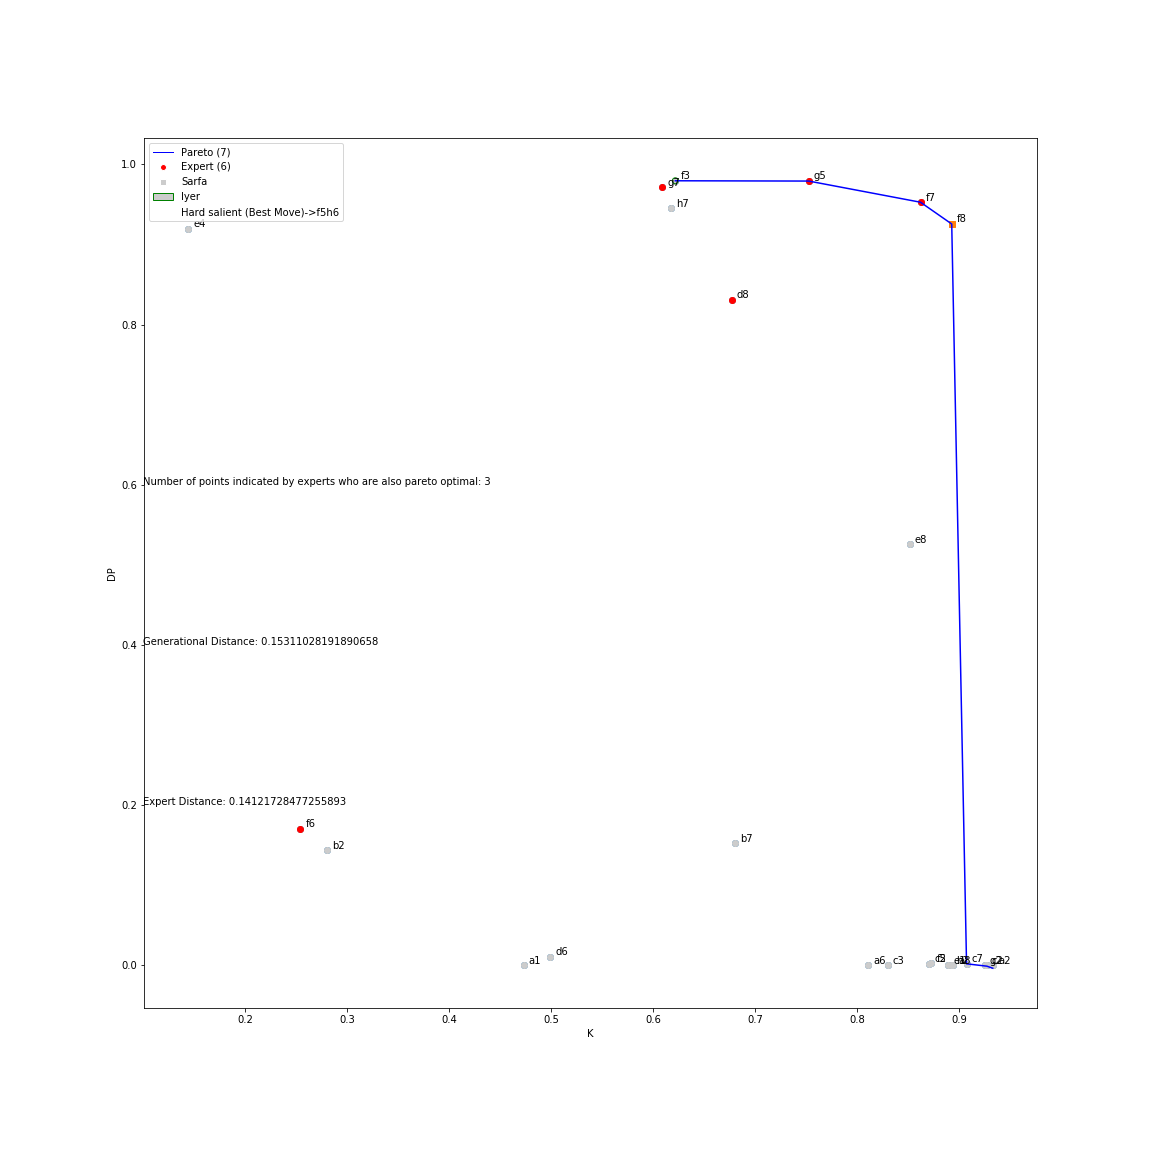 Pareto (7)
Expert (6)
Sarfa
Iyer
Hard salient (Best Move)->f5h6
1.0
0.8
0.6
0.4
0.2
0.0
DP
f3
g7
g5
h7
f7
f8
e4
d8
Number of points indicated by experts who are also pareto optimal: 3
e8
Generational Distance: 0.15311028191890658
Expert Distance: 0.14121728477255893
f6
b2
b7
d6
a1
a6
c3
c7
0.2
0.3
0.4
0.5
0.6
0.7
0.8
0.9
K